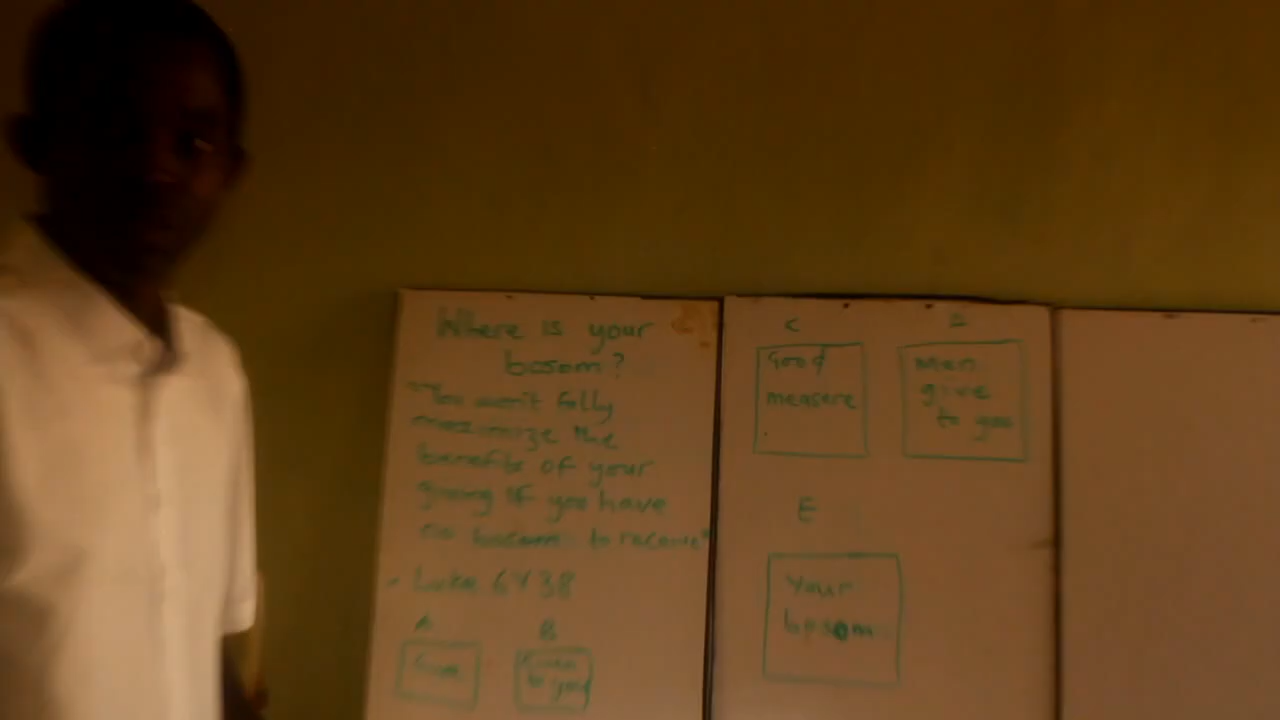 Where is your
bosom?
"You won't fully
maximize the
benefits of your
giving if you have
no bosom to receive"
- Luke 6 V 38
A
B
Give
Given
to you
C
D
Good
measure
Men
give
to you
E
Your
bosom